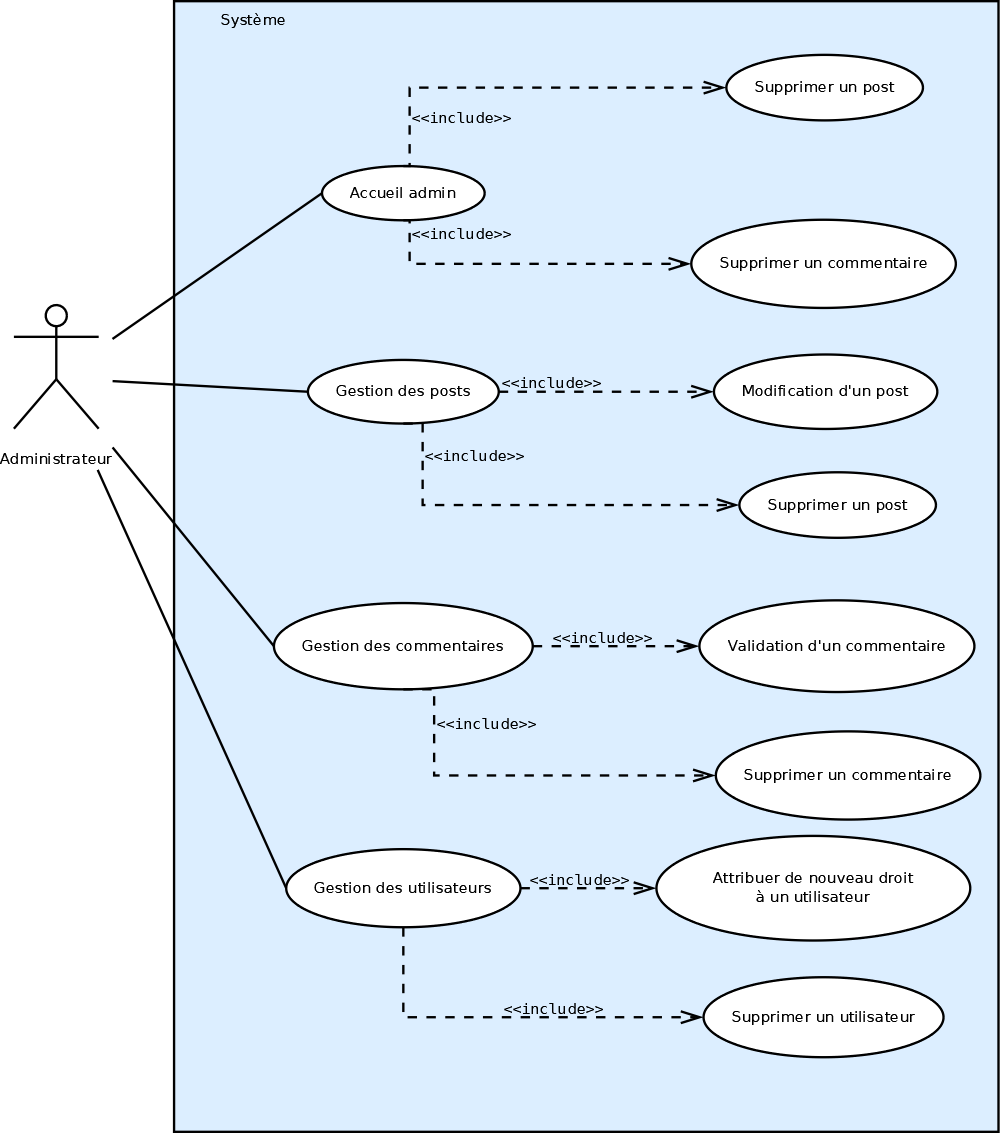 Système
Supprimer un post
<<include>>
Accueil admin
<<include>>
Supprimer un commentaire
Gestion des posts
<<include>>
Modification d'un post
<<include>>
Supprimer un post
Administrateur
Gestion des commentaires
<<include>>
Validation d'un commentaire
<<include>>
Supprimer un commentaire
Gestion des utilisateurs
<<include>>
Attribuer de nouveau droit
à un utilisateur
<<include>>
Supprimer un utilisateur